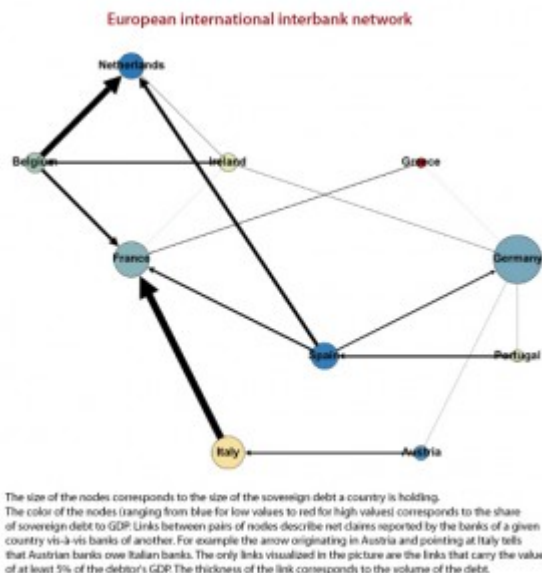 European international interbank network
Netherlands
Belgium
Ireland
Greece
France
Germany
Spain
Portugal
Italy
Austria
The size of the nodes corresponds to the size of the sovereign debt a country is holding.
The color of the nodes (ranging from blue for low values to red for high values) corresponds to the share
of sovereign debt to GDP. Links between pairs of nodes describe net claims reported by the banks of a given
country vis-à-vis banks of another. For example the arrow originating in Austria and pointing at Italy tells
that Austrian banks owe Italian banks. The only links visualized in the picture are the links that carry the value
of at least 5% of the debtor's GDP. The thickness of the link corresponds to the volume of the debt.